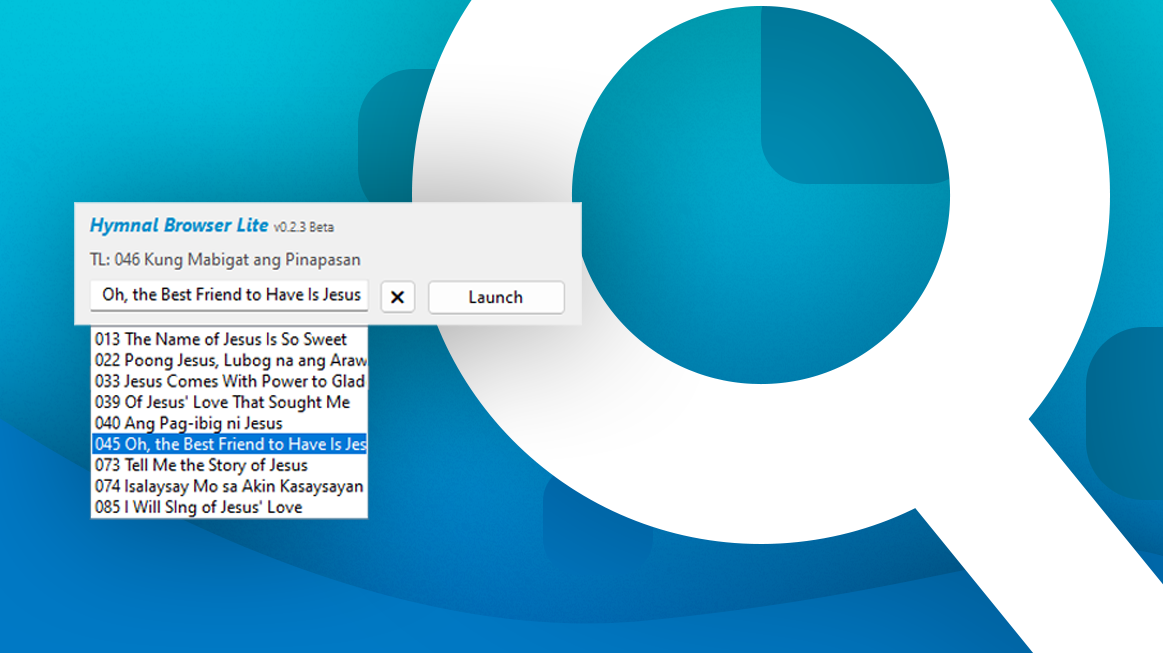 Hymnal Browser Lite v0.2.3 Beta
TL: 046 Kung Mabigat ang Pinapasan
Oh, the Best Friend to Have Is Jesus
×
Launch
013 The Name of Jesus Is So Sweet
022 Poong Jesus, Lubog na ang Araw
033 Jesus Comes With Power to Glad
039 Of Jesus' Love That Sought Me
040 Ang Pag-ibig ni Jesus
045 Oh, the Best Friend to Have Is Jes
073 Tell Me the Story of Jesus
074 Isalaysay Mo sa Akin Kasaysayan
085 I Will SIng of Jesus' Love